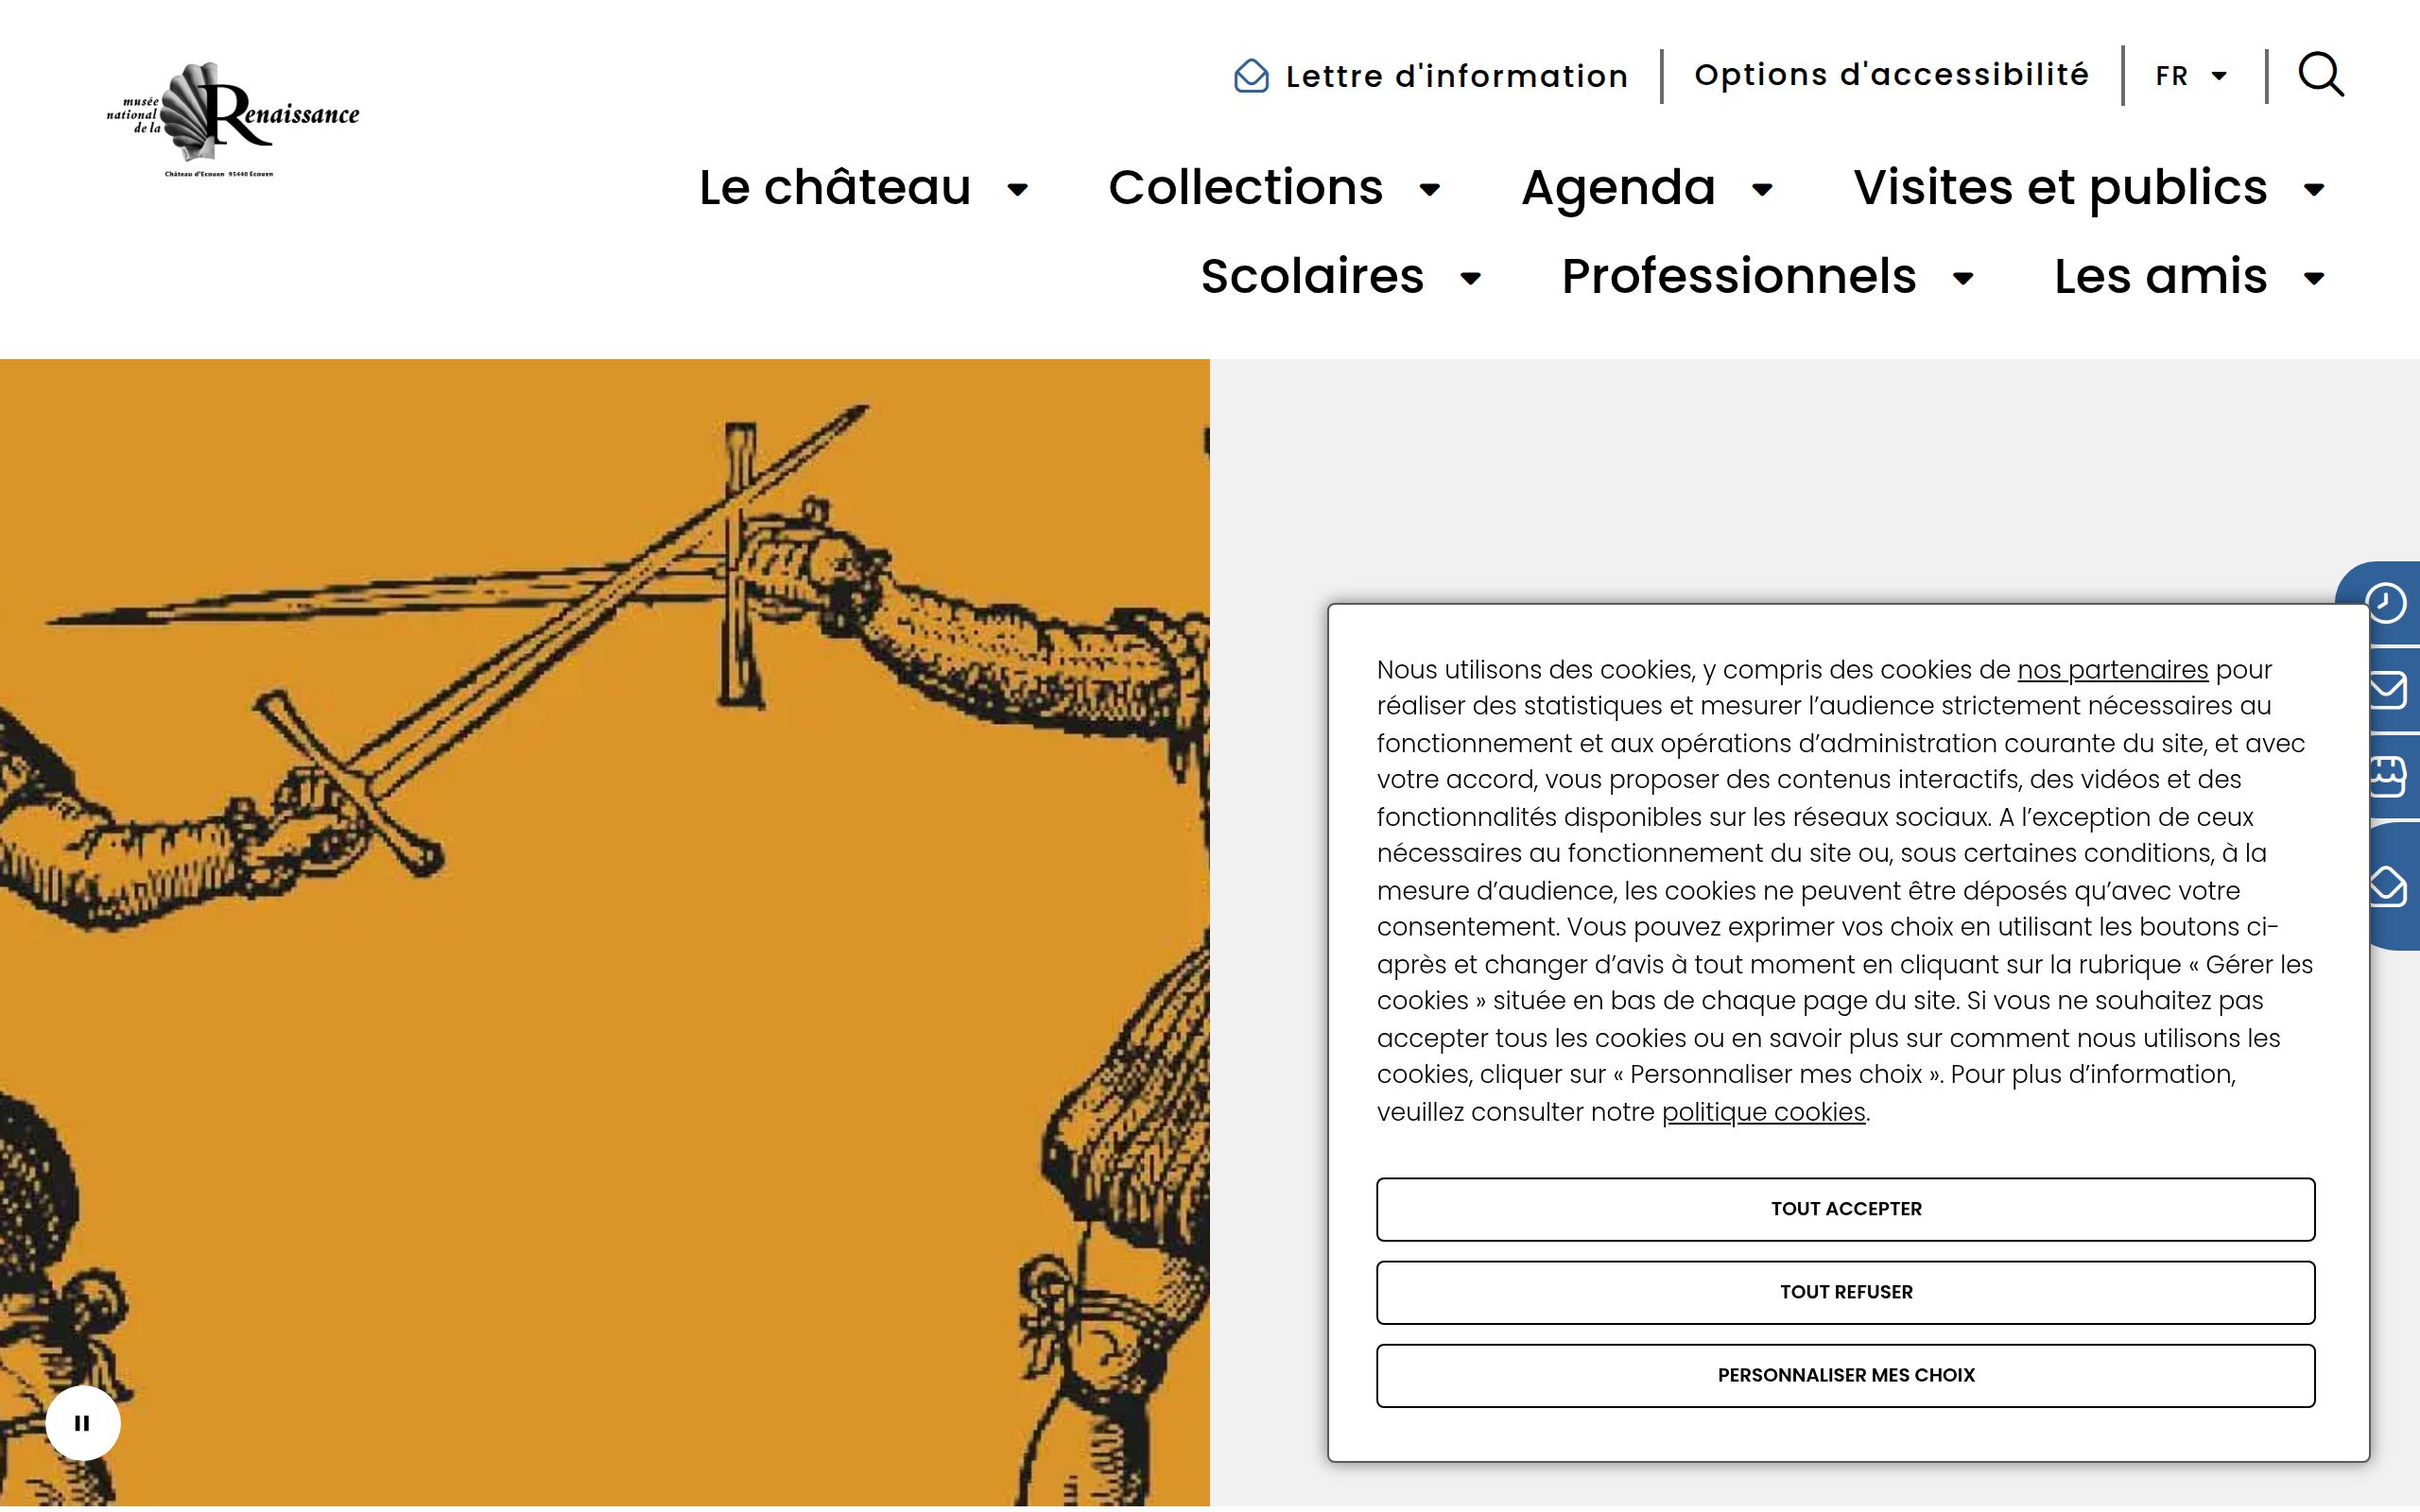 musée
national
de la
Renaissance
Château d'Ecouen 95440 Ecouen
Lettre d'information
Options d'accessibilité
FR
Le château
Collections
Agenda
Visites et publics
Scolaires
Professionnels
Les amis
Nous utilisons des cookies, y compris des cookies de nos partenaires pour
réaliser des statistiques et mesurer l’audience strictement nécessaires au
fonctionnement et aux opérations d’administration courante du site, et avec
votre accord, vous proposer des contenus interactifs, des vidéos et des
fonctionnalités disponibles sur les réseaux sociaux. A l’exception de ceux
nécessaires au fonctionnement du site ou, sous certaines conditions, à la
mesure d’audience, les cookies ne peuvent être déposés qu’avec votre
consentement. Vous pouvez exprimer vos choix en utilisant les boutons ci-
après et changer d’avis à tout moment en cliquant sur la rubrique « Gérer les
cookies » située en bas de chaque page du site. Si vous ne souhaitez pas
accepter tous les cookies ou en savoir plus sur comment nous utilisons les
cookies, cliquer sur « Personnaliser mes choix ». Pour plus d’information,
veuillez consulter notre politique cookies.
TOUT ACCEPTER
TOUT REFUSER
PERSONNALISER MES CHOIX